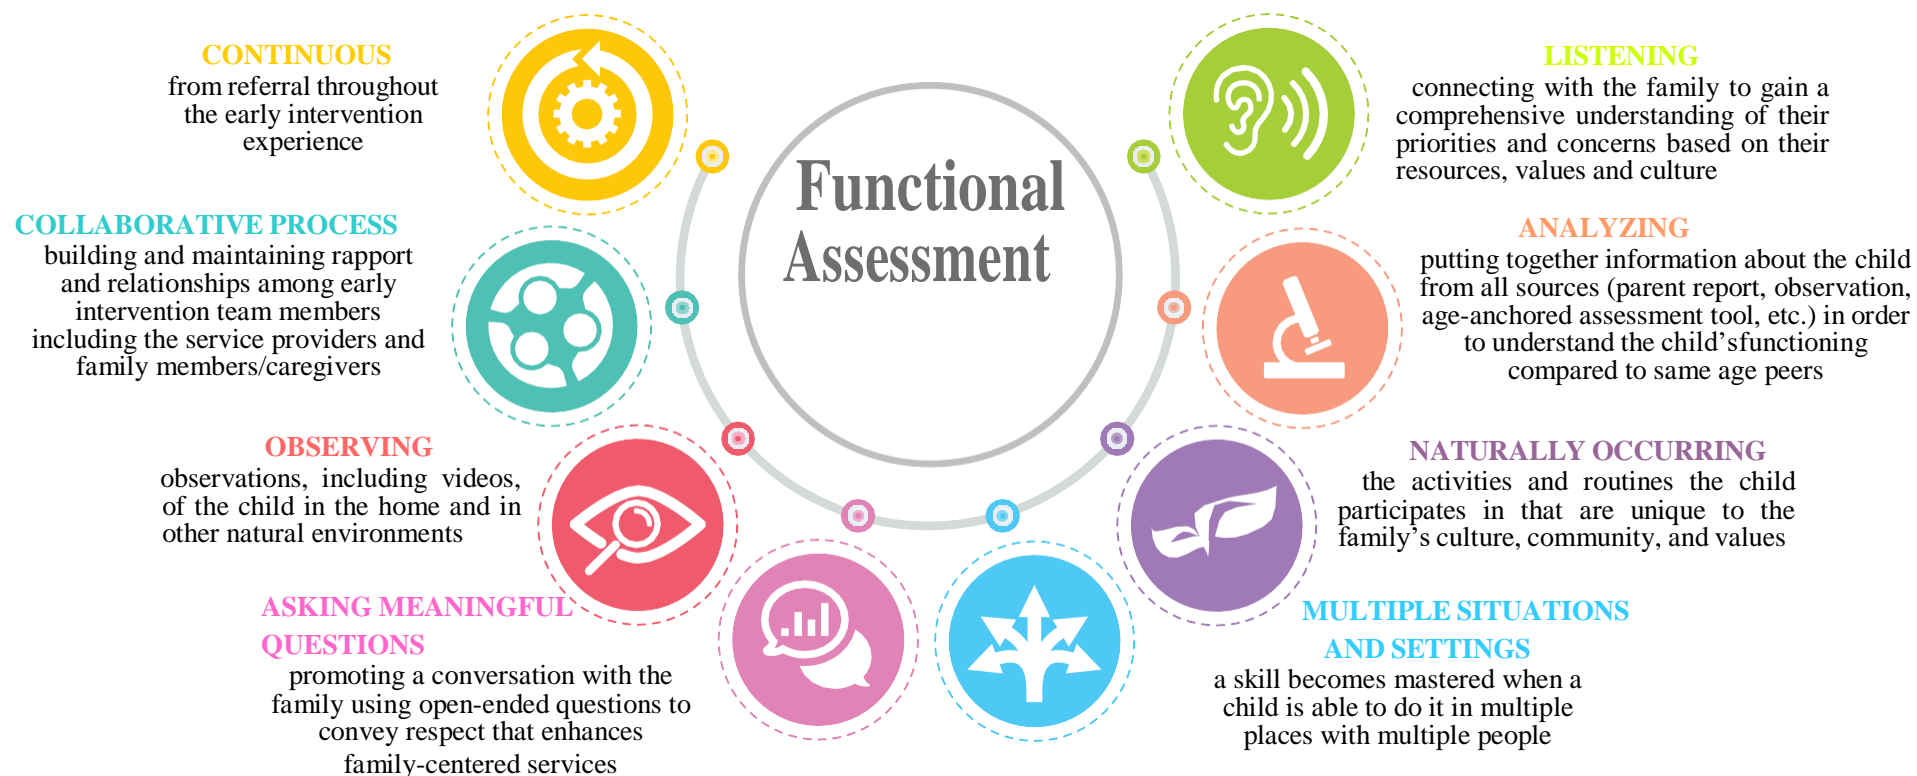 Functional
Assessment
CONTINUOUS
from referral throughout
the early intervention
experience
COLLABORATIVE PROCESS
building and maintaining rapport
and relationships among early
intervention team members
including the service providers and
family members/caregivers
OBSERVING
observations, including videos,
of the child in the home and in
other natural environments
ASKING MEANINGFUL
QUESTIONS
promoting a conversation with the
family using open-ended questions to
convey respect that enhances
family-centered services
LISTENING
connecting with the family to gain a
comprehensive understanding of their
priorities and concerns based on their
resources, values and culture
ANALYZING
putting together information about the child
from all sources (parent report, observation,
age-anchored assessment tool, etc.) in order
to understand the child’sfunctioning
compared to same age peers
NATURALLY OCCURRING
the activities and routines the child
participates in that are unique to the
family’s culture, community, and values
MULTIPLE SITUATIONS
AND SETTINGS
a skill becomes mastered when a
child is able to do it in multiple
places with multiple people